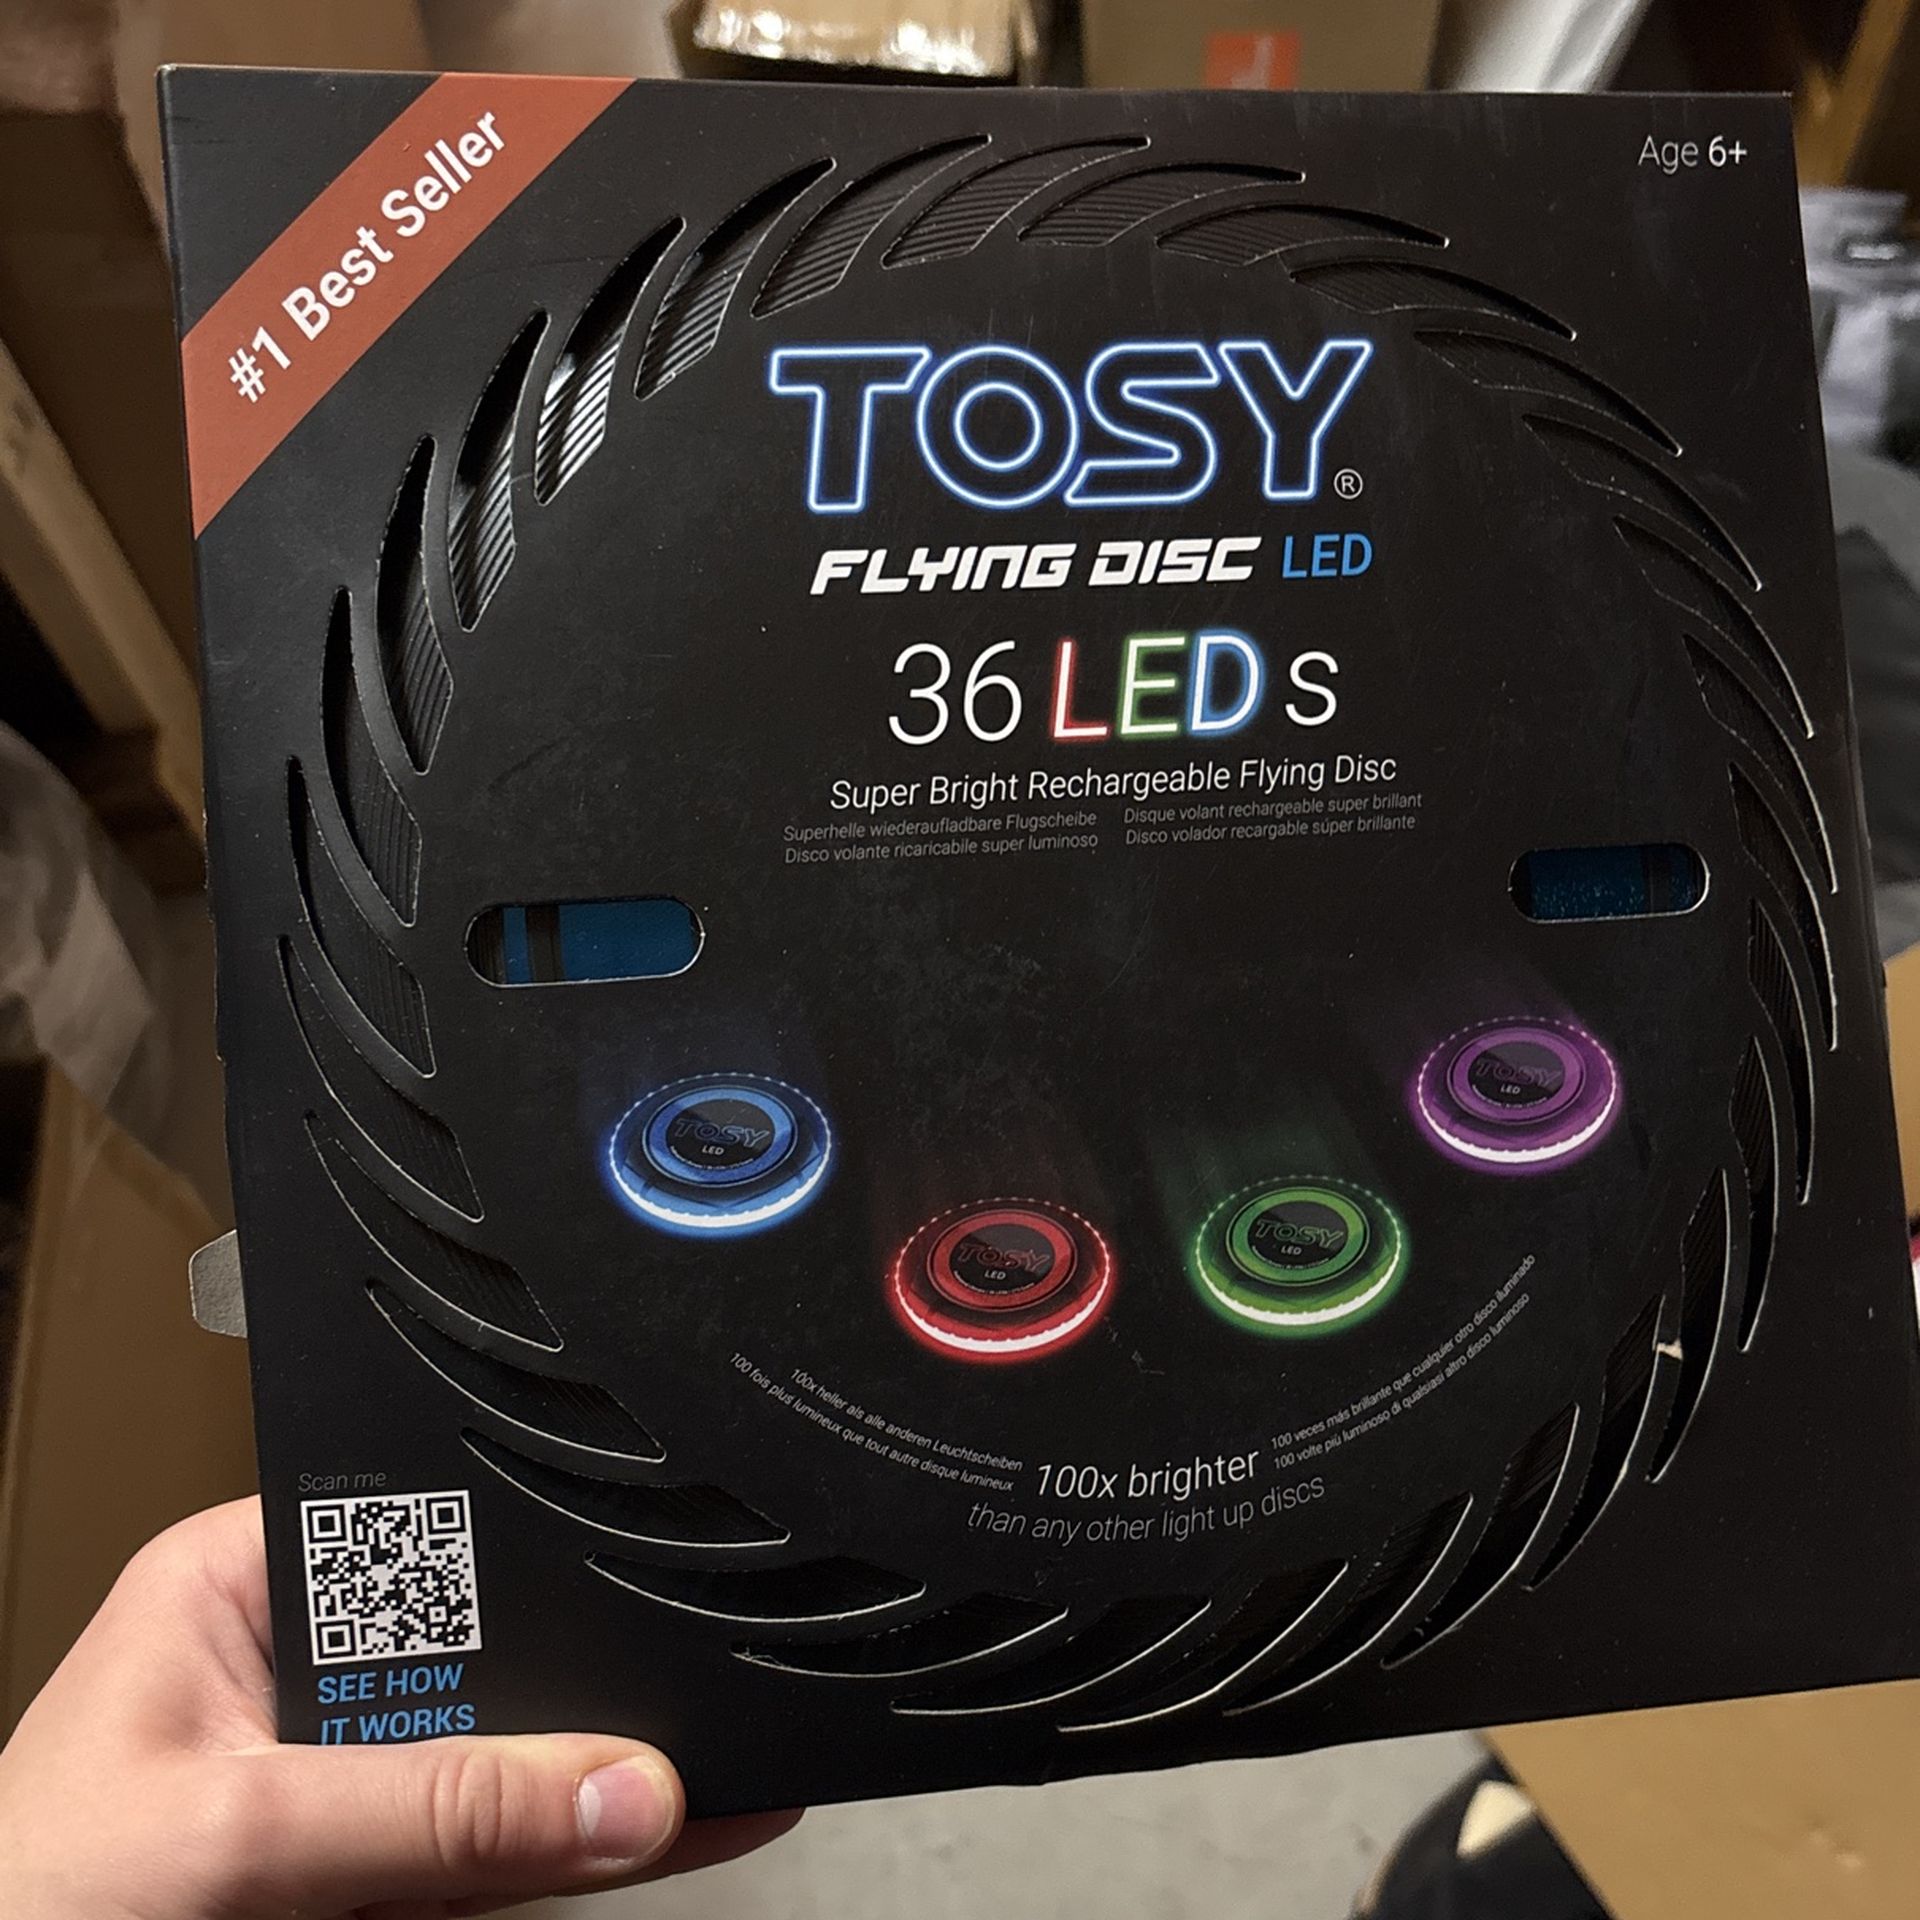 #1 Best Seller
Age 6+
TOSY®
FLYING DISC LED
36 LEDs
Super Bright Rechargeable Flying Disc
Superhelle wiederaufladbare Flugscheibe
Disque volant rechargeable super brillant
Disco volante ricaricabile super luminoso
Disco volador recargable súper brillante
TOSY
LED
TOSY
LED
TOSY
LED
TOSY
LED
100x heller als alle anderen Leuchtscheiben
100 fois plus lumineux que tout autre disque lumineux
100x brighter
than any other light up discs
100 veces más brillante que cualquier otro disco iluminado
100 volte più luminoso di qualsiasi altro disco luminoso
Scan me
SEE HOW
IT WORKS